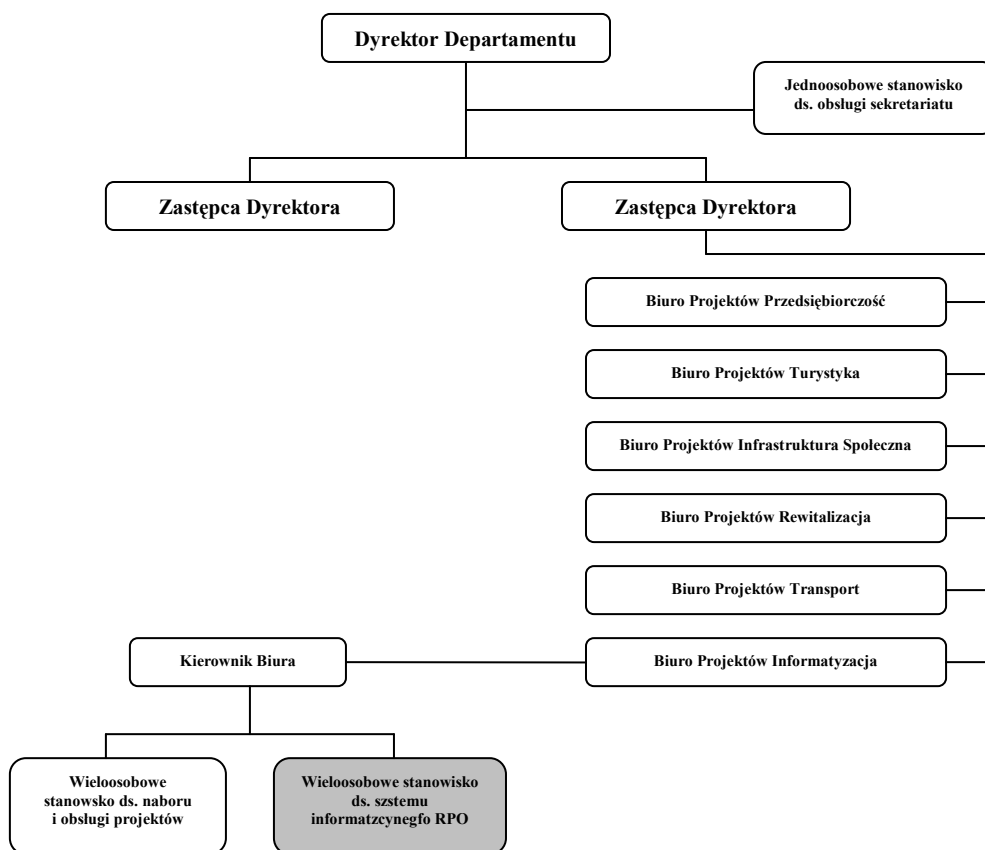 Dyrektor Departamentu
Jednoosobowe stanowisko
ds. obsługi sekretariatu
Zastępca Dyrektora
Zastępca Dyrektora
Biuro Projektów Przedsiębiorczość
Biuro Projektów Turystyka
Biuro Projektów Infrastruktura Społeczna
Biuro Projektów Rewitalizacja
Biuro Projektów Transport
Kierownik Biura
Biuro Projektów Informatyzacja
Wieloosobowe
stanowsko ds. naboru
i obsługi projektów
Wieloosobowe stanowisko
ds. szstemu
informatzcynegfo RPO